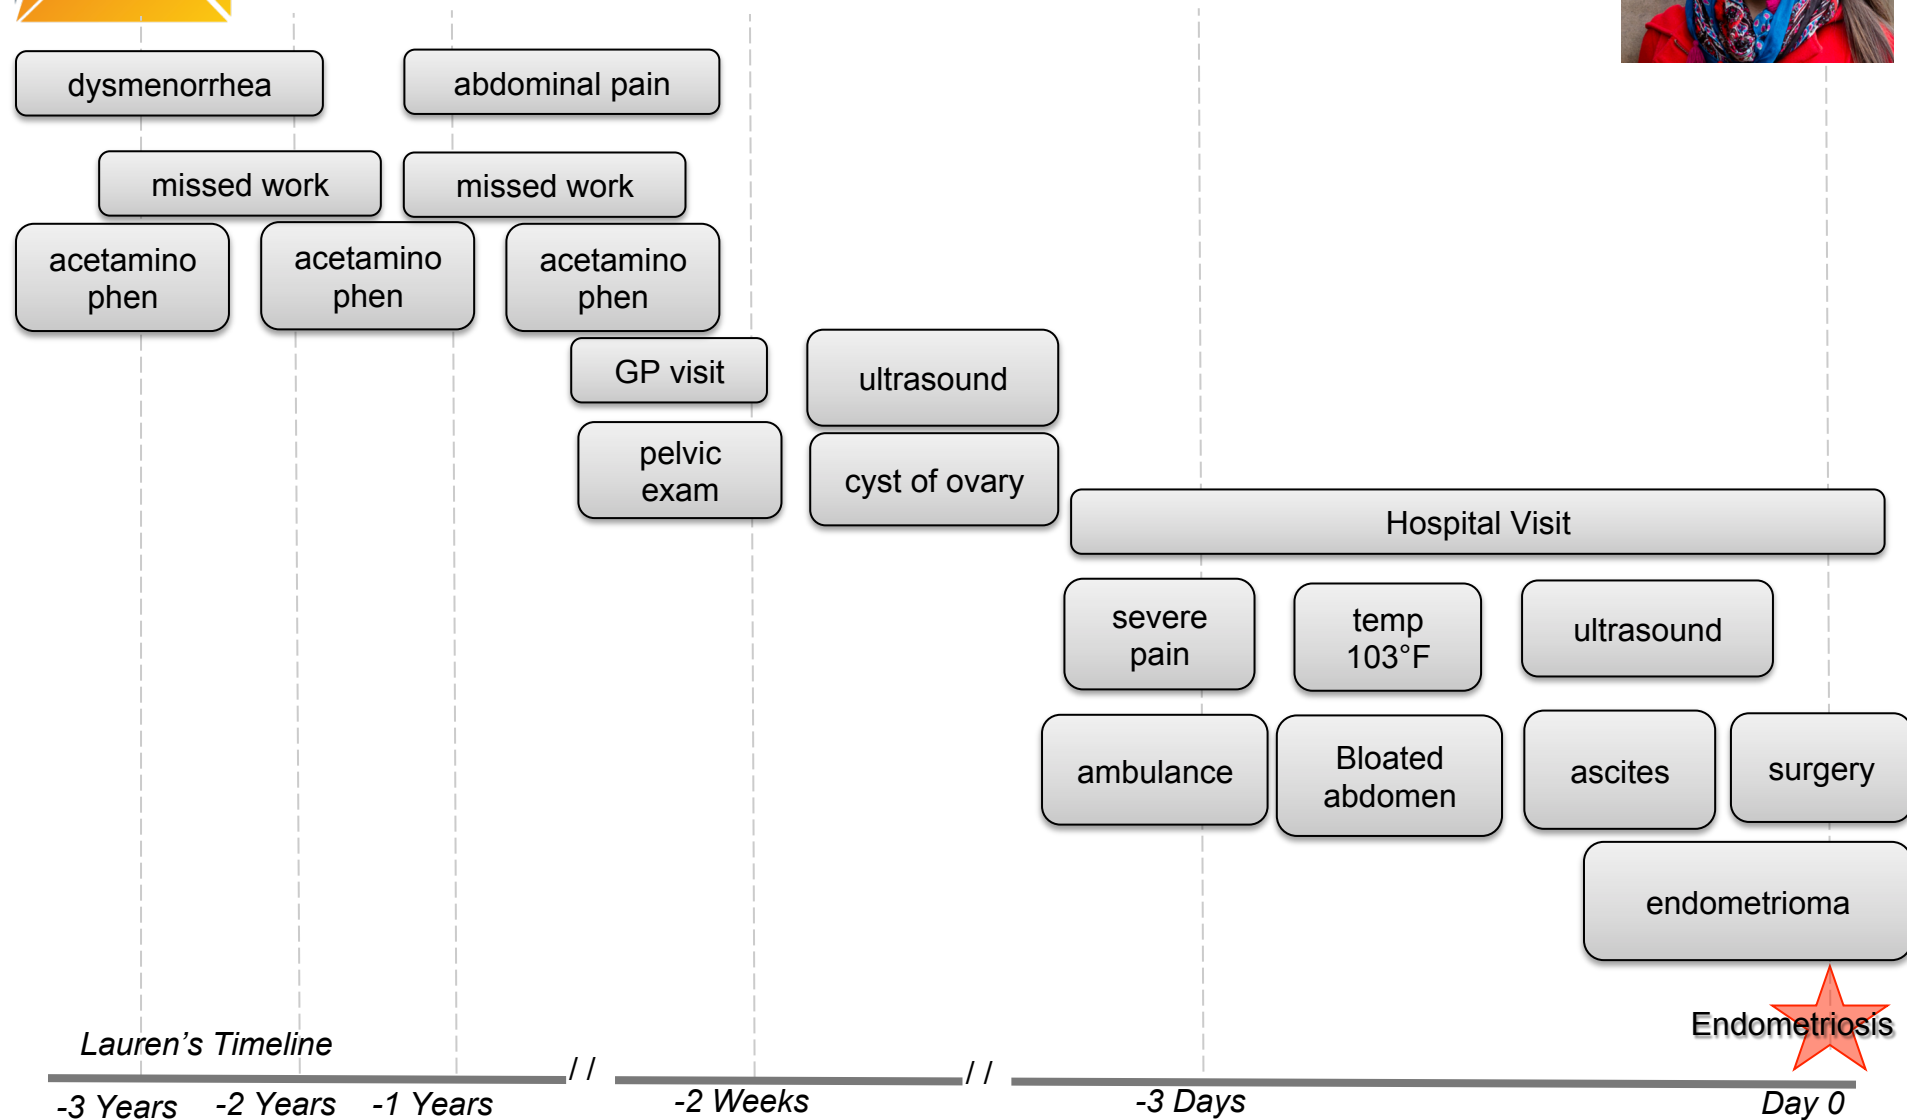 dysmenorrhea
abdominal pain
missed work
missed work
acetamino
phen
acetamino
phen
acetamino
phen
GP visit
ultrasound
pelvic
exam
cyst of ovary
Hospital Visit
severe
pain
temp
103°F
ultrasound
ambulance
Bloated
abdomen
ascites
surgery
endometrioma
Endometriosis
Lauren's Timeline
/ /
/ /
-3 Years
-2 Years
-1 Years
-2 Weeks
-3 Days
Day 0